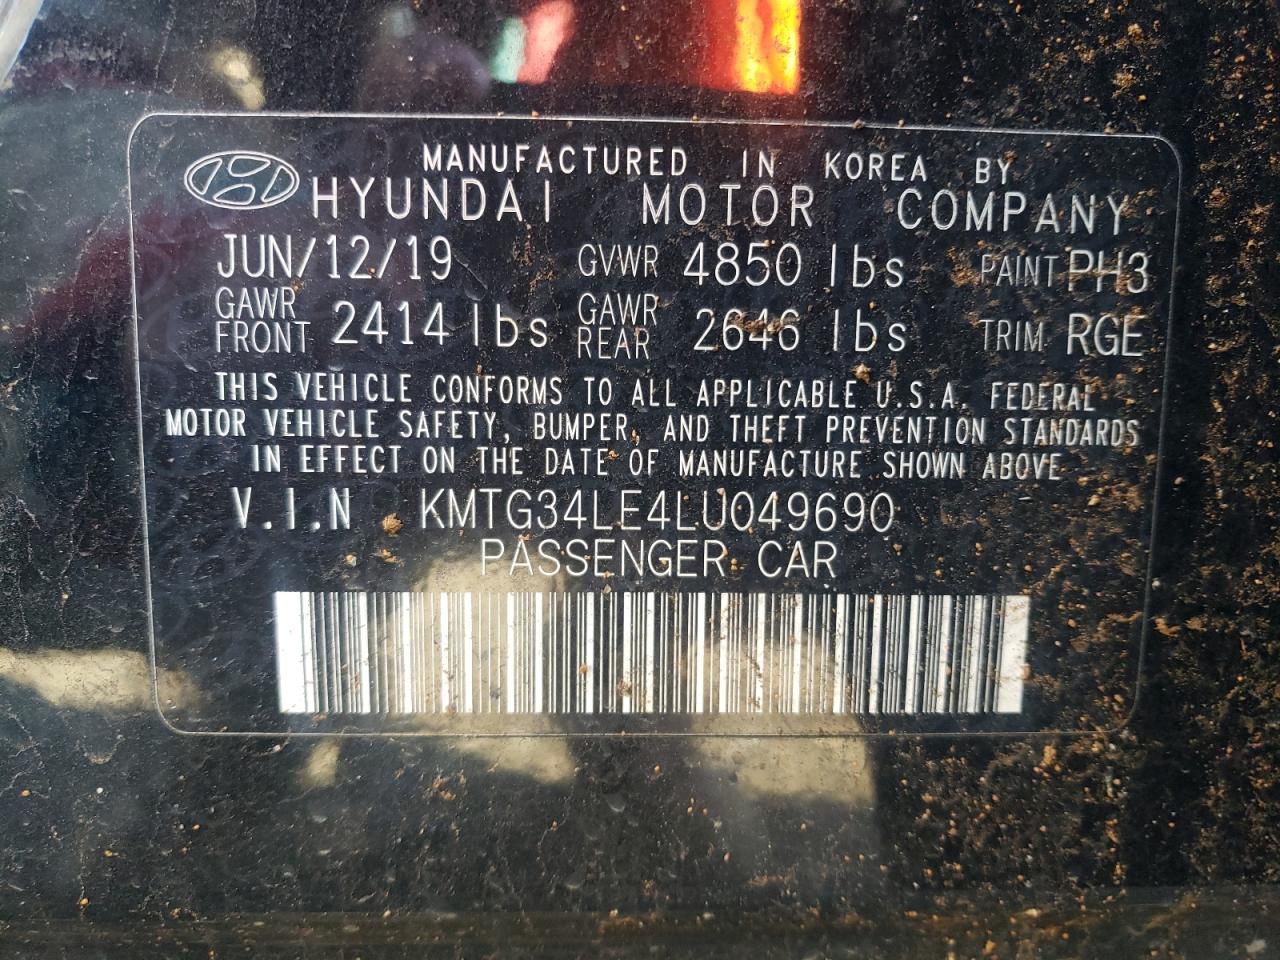 MANUFACTURED IN KOREA BY
HYUNDAI MOTOR COMPANY
JUN/12/19 GVWR 4850 lbs PAINT PH3
GAWR FRONT 2414 lbs GAWR REAR 2646 lbs TRIM RGE
THIS VEHICLE CONFORMS TO ALL APPLICABLE U.S.A. FEDERAL
MOTOR VEHICLE SAFETY, BUMPER, AND THEFT PREVENTION STANDARDS
IN EFFECT ON THE DATE OF MANUFACTURE SHOWN ABOVE
V.I.N KMTG34LE4LU049690
PASSENGER CAR